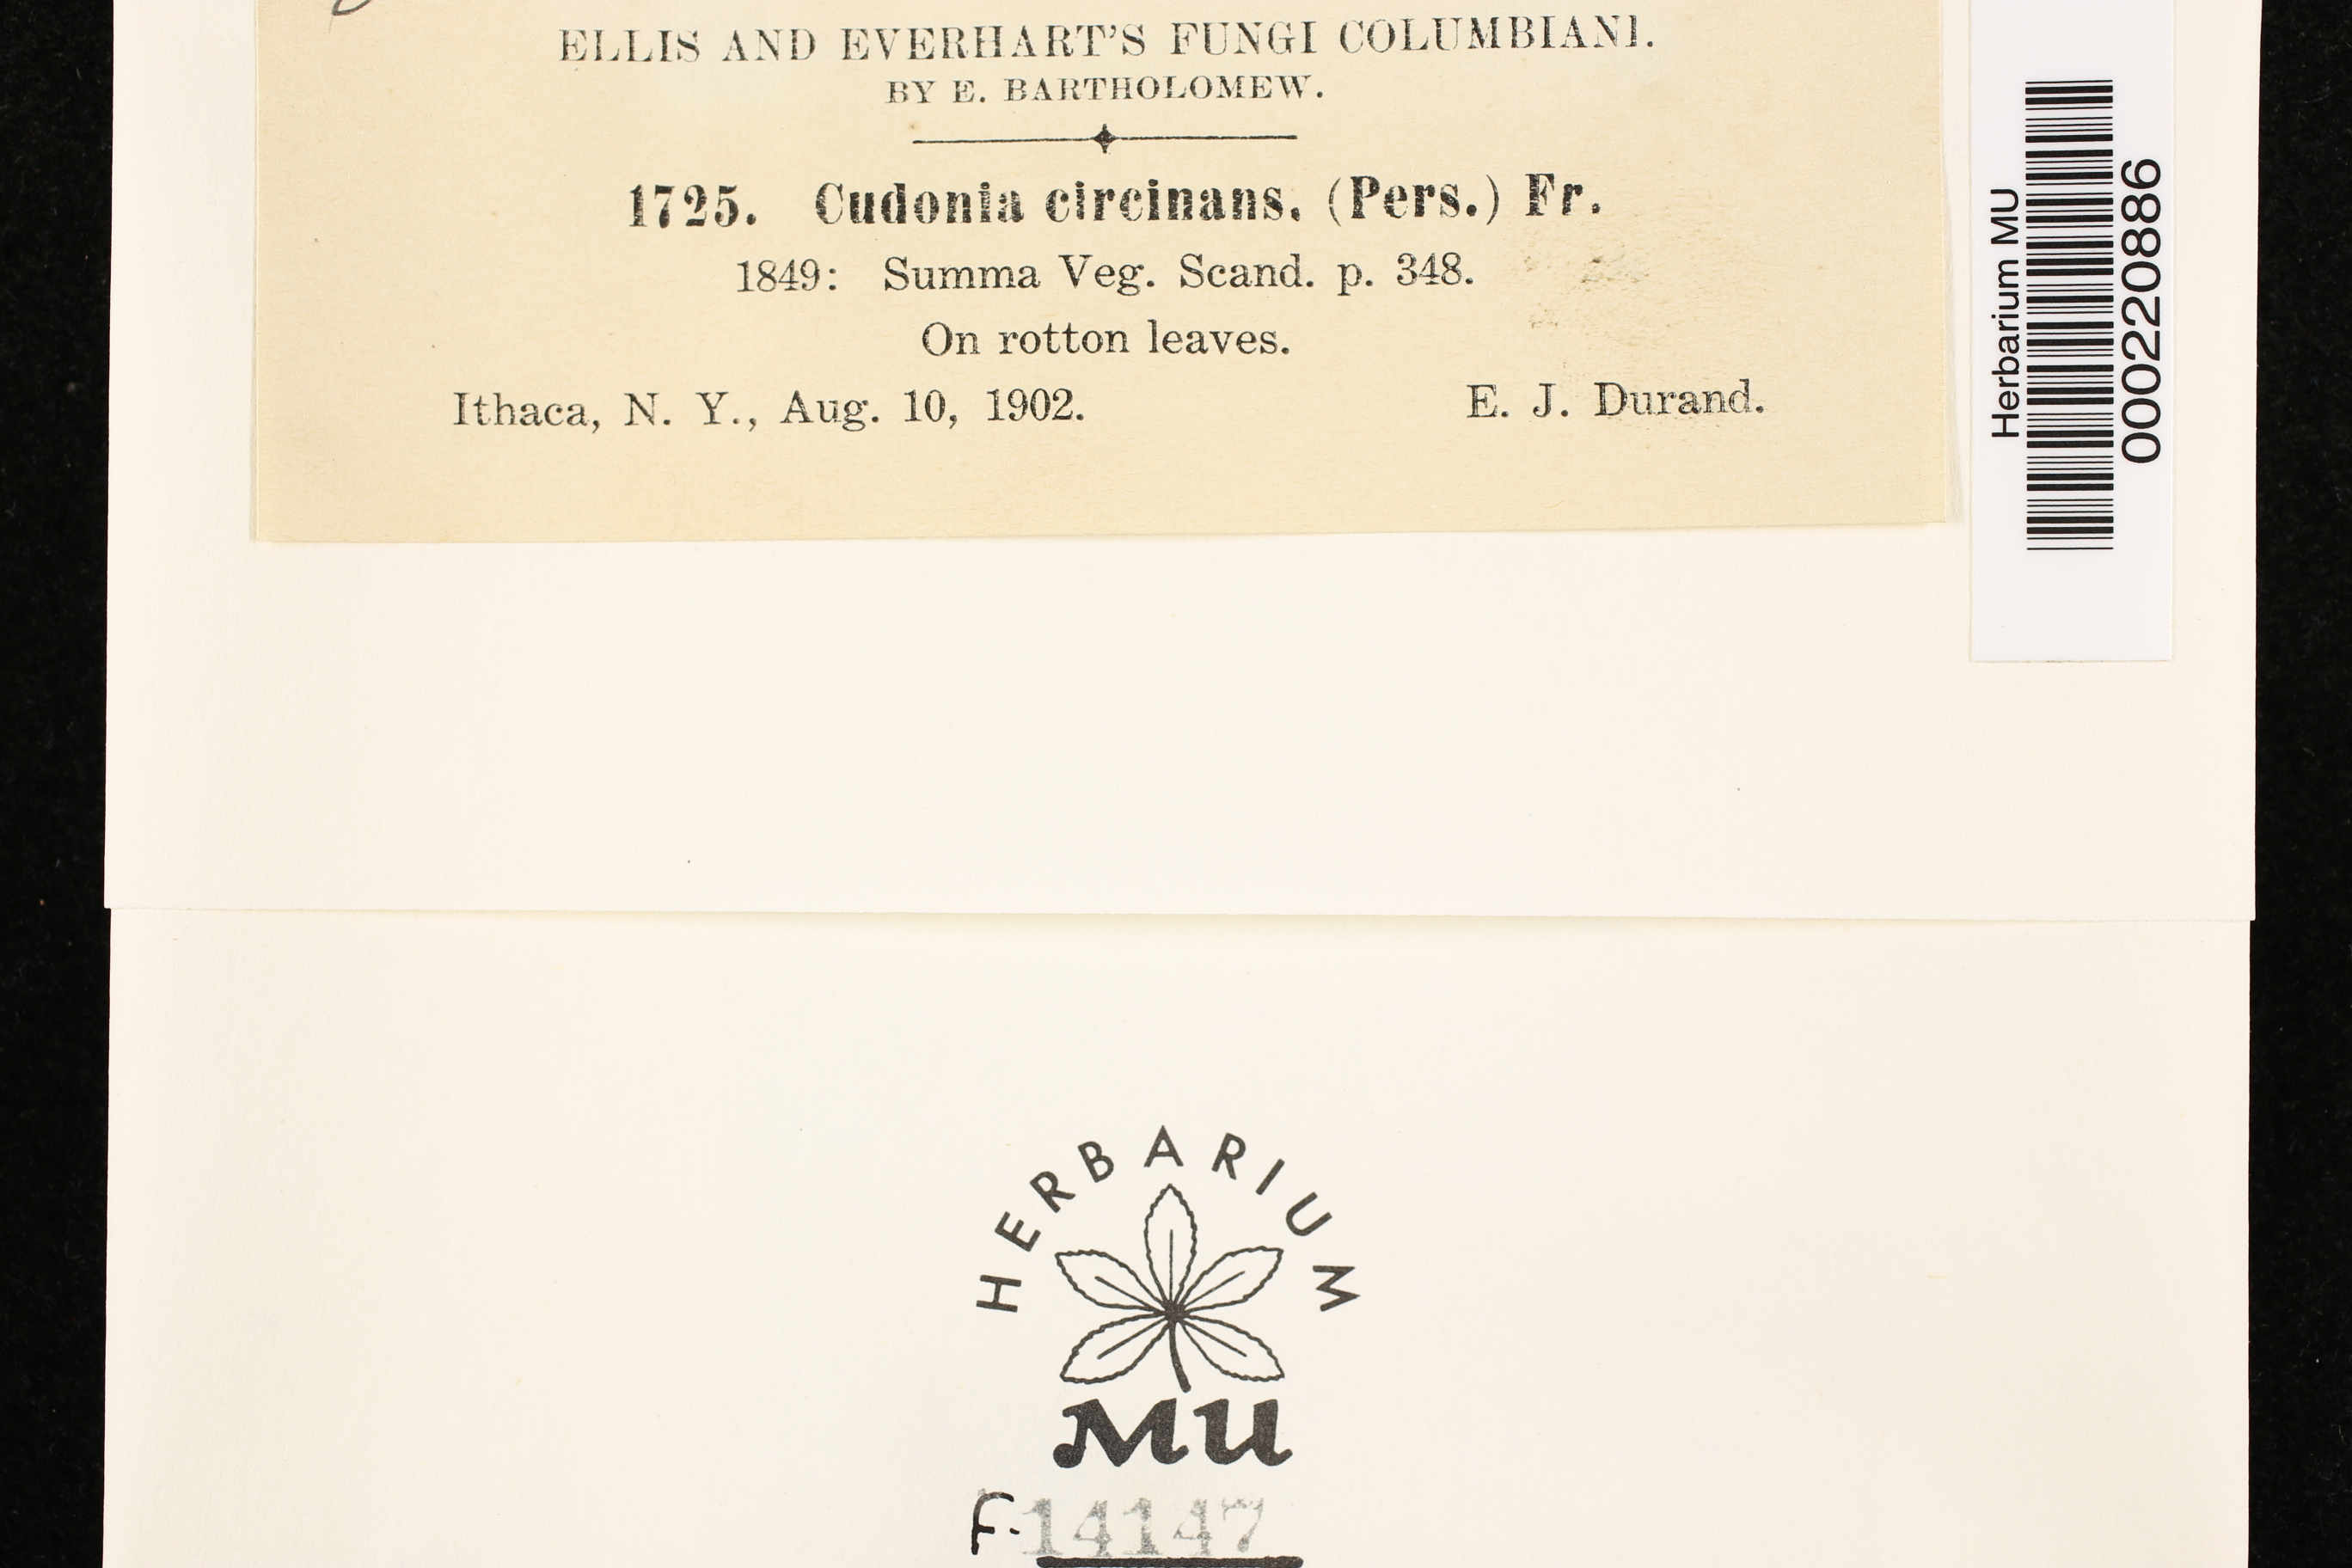 ELLIS AND EVERHART'S FUNGI COLUMBIANI.
BY E. BARTHOLOMEW.
1725. Cudonia circinans, (Pers.) Fr.
1849: Summa Veg. Scand. p. 348.
On rotton leaves.
Ithaca, N. Y., Aug. 10, 1902. E. J. Durand.
Herbarium MU
000220886
HERBARIUM
MU
F. 14147